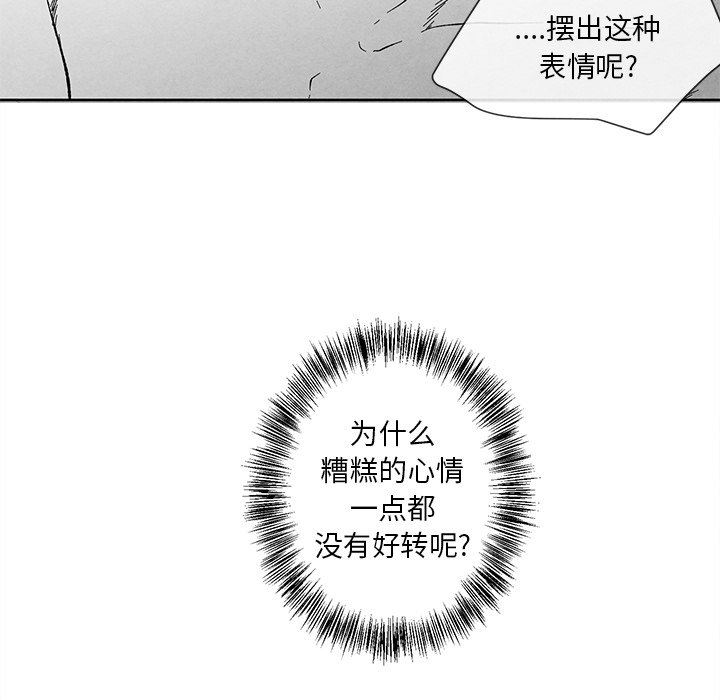 ....摆出这种
表情呢?
为什么
糟糕的心情
一点都
没有好转呢?